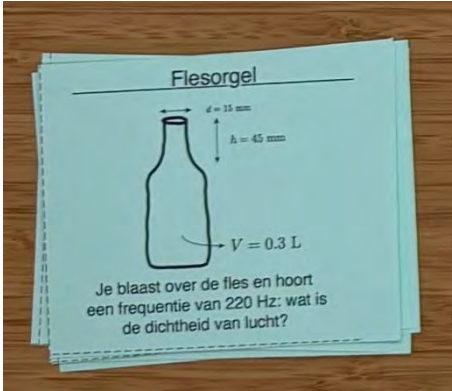 Flesorgel
d = 15 mm
h = 45 mm
V = 0.3 L
Je blaast over de fles en hoort
een frequentie van 220 Hz: wat is
de dichtheid van lucht?